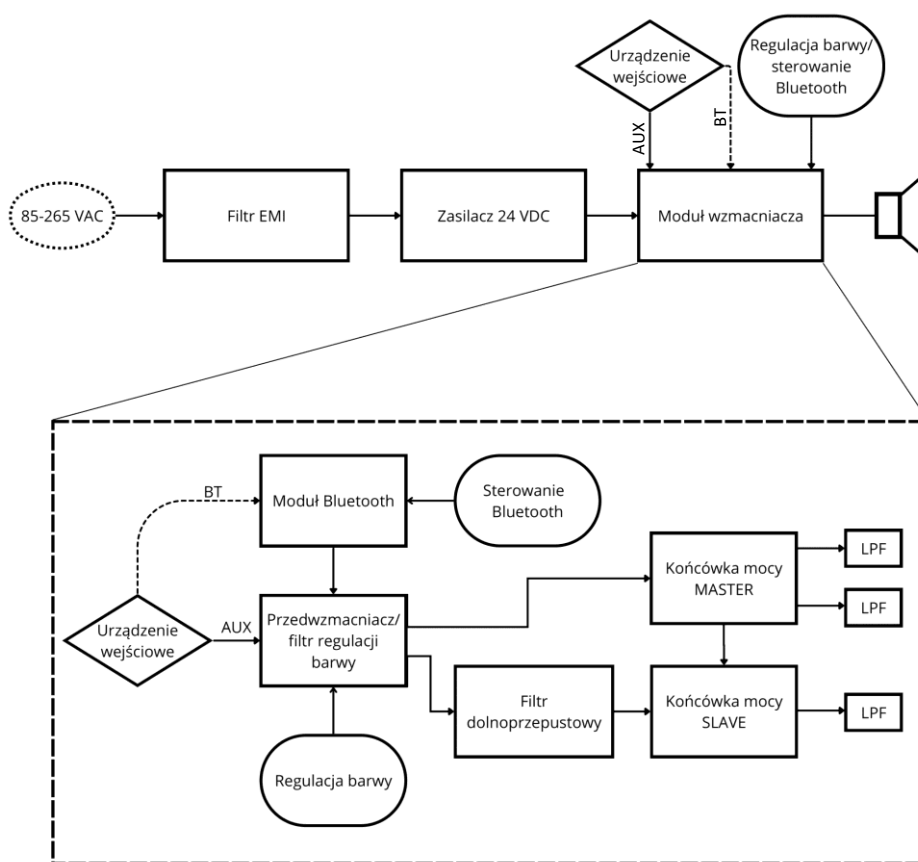 Urządzenie
wejściowe
Regulacja barwy/
sterowanie
Bluetooth
AUX
BT
85-265 VAC
Filtr EMI
Zasilacz 24 VDC
Moduł wzmacniacza
BT
Moduł Bluetooth
Sterowanie
Bluetooth
Urządzenie
wejściowe
AUX
Przedwzmacniacz/
filtr regulacji
barwy
Końcówka mocy
MASTER
LPF
LPF
Filtr
dolnoprzepustowy
Końcówka mocy
SLAVE
LPF
Regulacja barwy